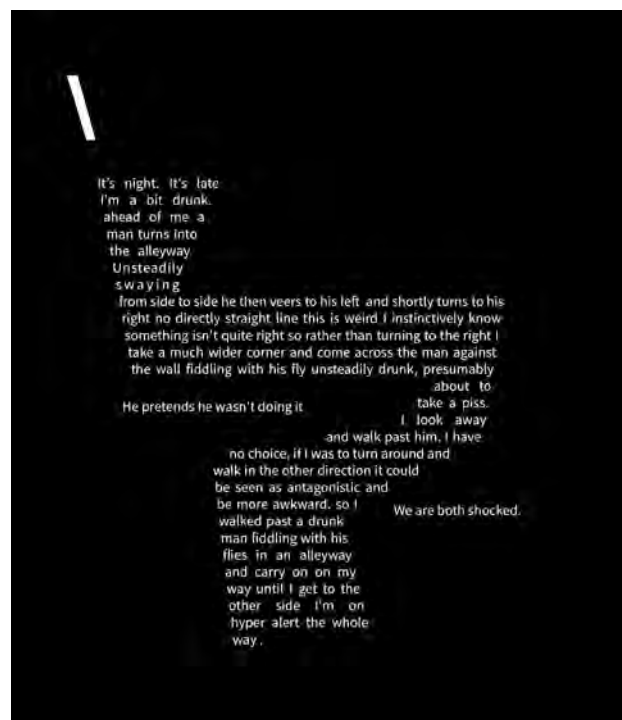 \
It's night. It's late
I'm a bit drunk.
ahead of me a
man turns into
the alleyway
Unsteadily
swaying
from side to side he then veers to his left and shortly turns to his
right no directly straight line this is weird I instinctively know
something isn't quite right so rather than turning to the right I
take a much wider corner and come across the man against
the wall fiddling with his fly unsteadily drunk, presumably
about to
take a piss.
He pretends he wasn't doing it
I look away
and walk past him. I have
no choice, if I was to turn around and
walk in the other direction it could
be seen as antagonistic and
be more awkward. so I
We are both shocked.
walked past a drunk
man fiddling with his
flies in an alleyway
and carry on on my
way until I get to the
other side I'm on
hyper alert the whole
way.